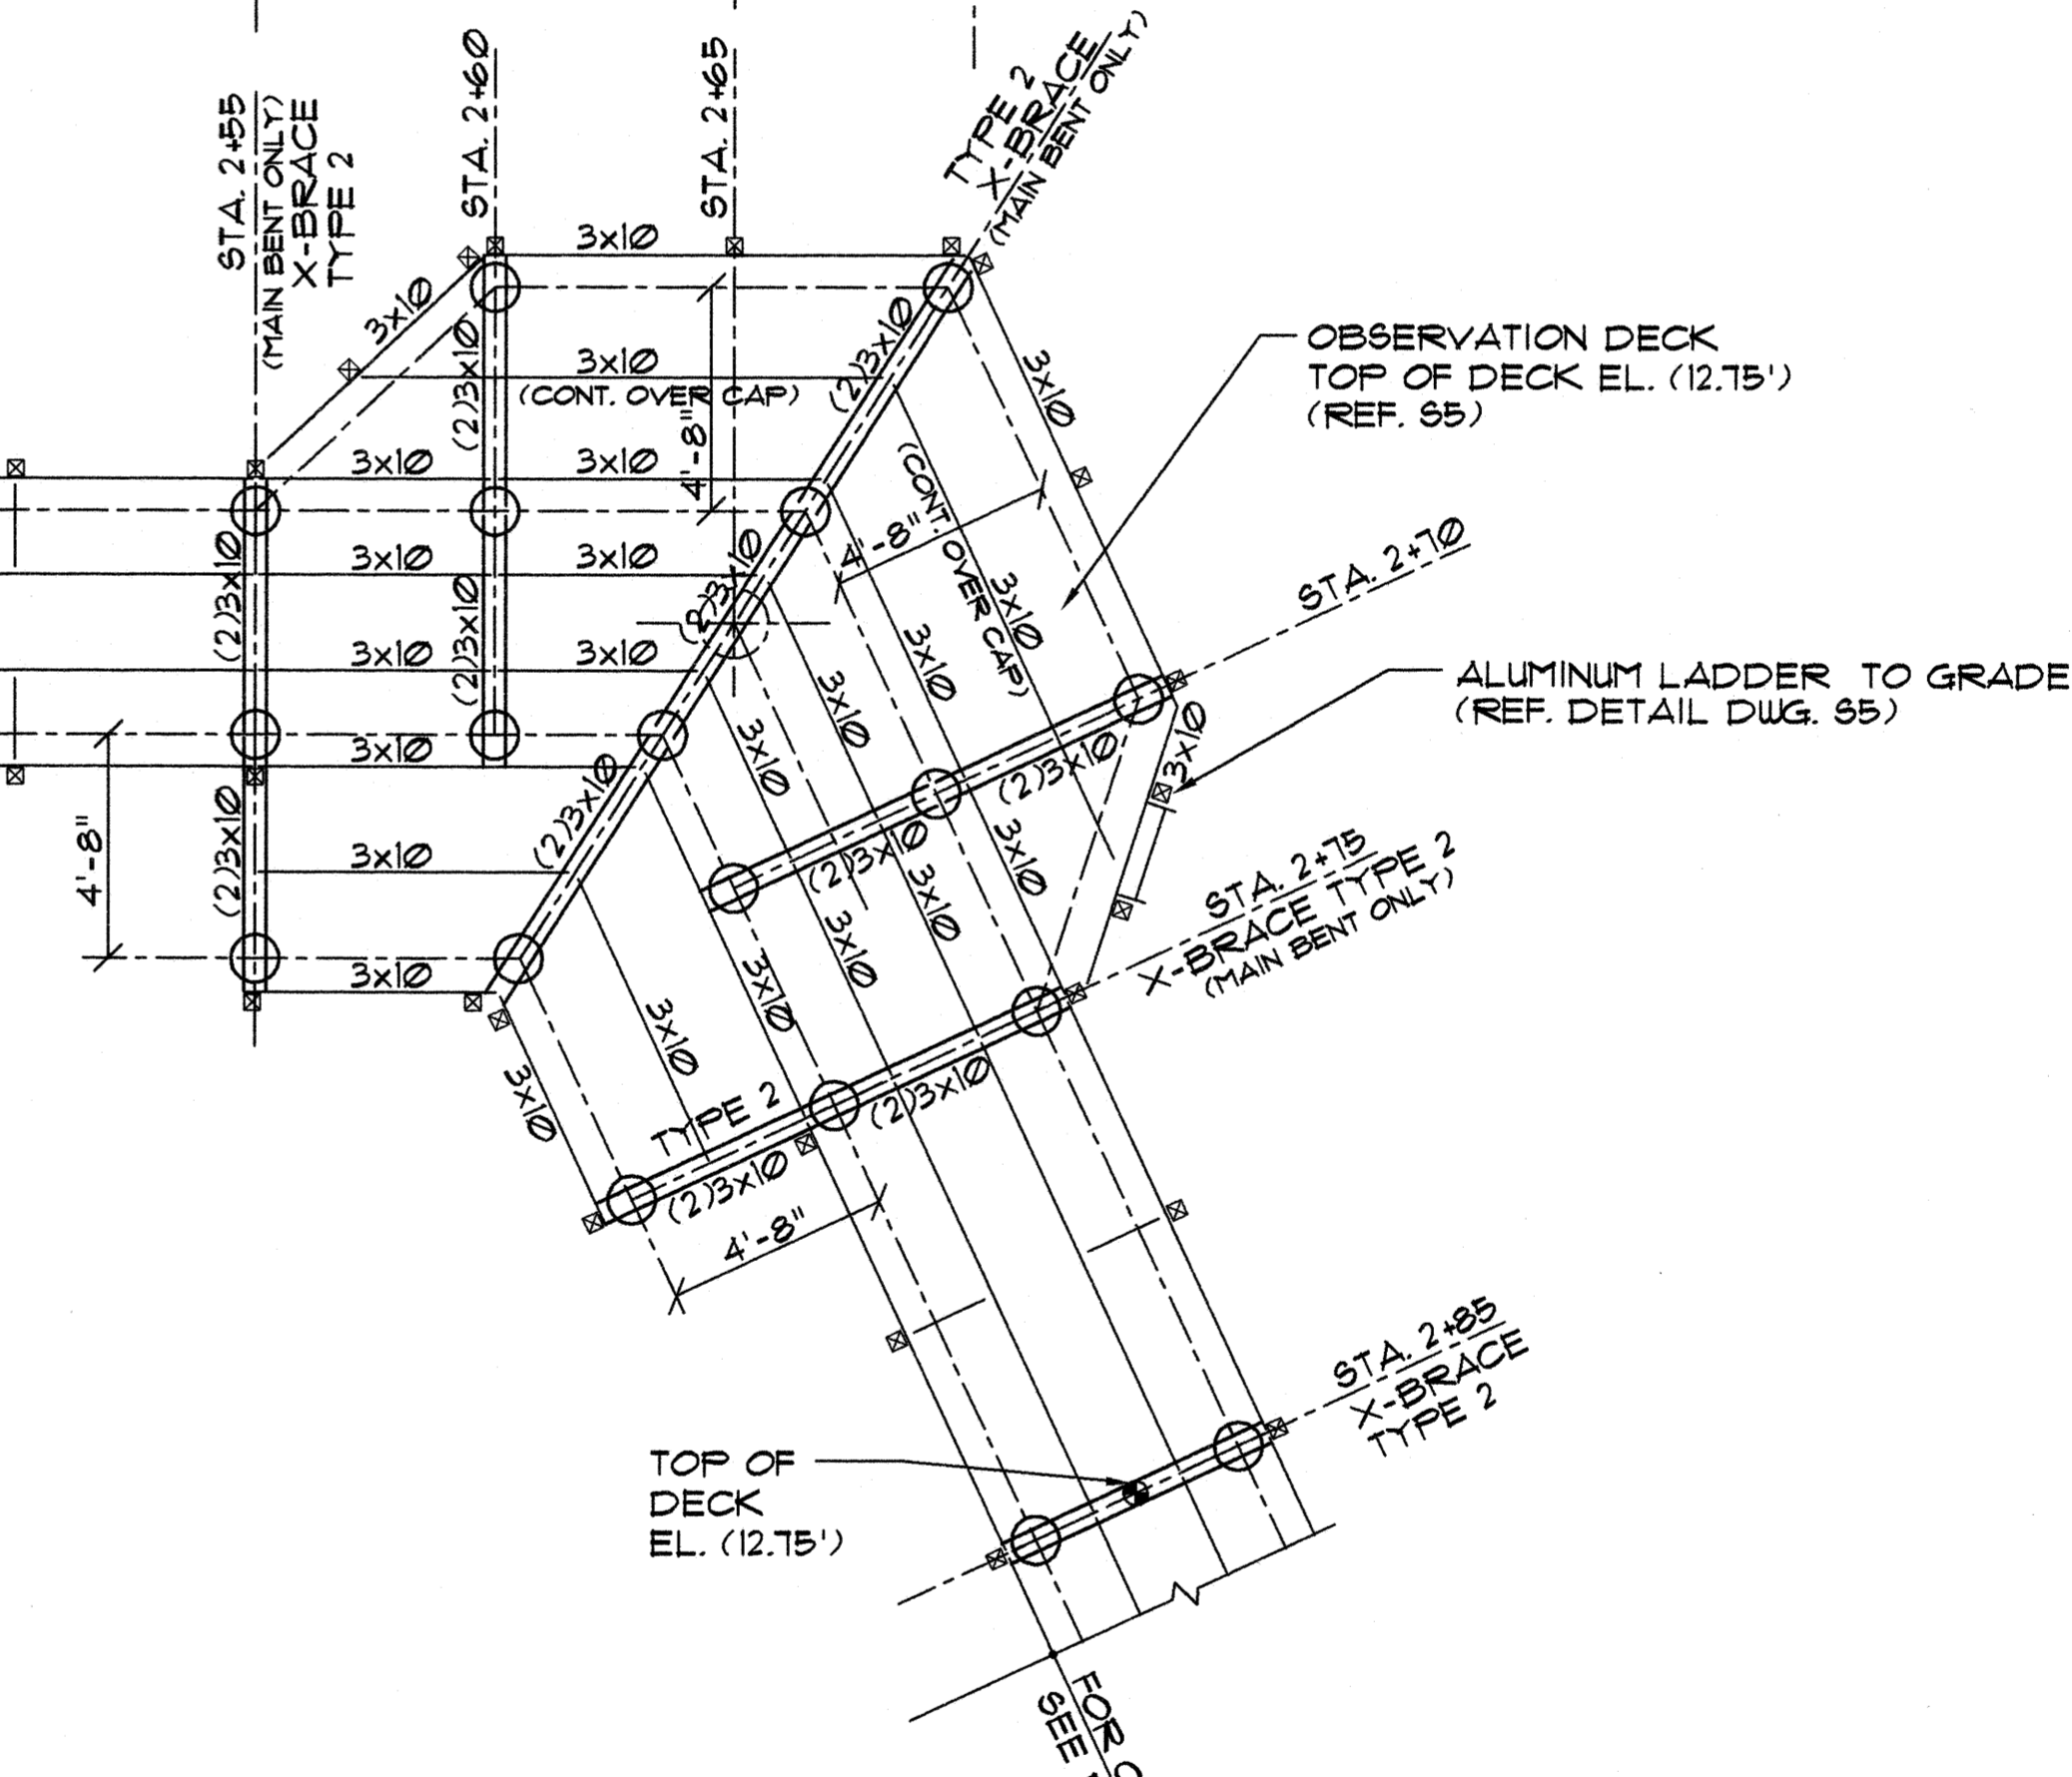 STA. 2+55
(MAIN BENT ONLY)
X-BRACE
TYPE 2
STA. 2+60
STA. 2+65
TYPE 2
X-BRACE
(MAIN BENT ONLY)
3x10
3x10
(2)3x10
3x10
(CONT. OVER CAP)
4'-8"
(2)3x10
3x10
OBSERVATION DECK
TOP OF DECK EL. (12.75')
(REF. S5)
3x10
3x10
(CONT. OVER CAP)
3x10
4'-8"
STA. 2+70
(2)3x10
3x10
3x10
(2)3x10
(2)3x10
3x10
3x10
3x10
3x10
3x10
ALUMINUM LADDER TO GRADE
(REF. DETAIL DWG. S5)
3x10
(2)3x10
3x10
(2)3x10
(2)3x10
4'-8"
(2)3x10
3x10
3x10
3x10
3x10
3x10
3x10
3x10
STA. 2+75
X-BRACE TYPE 2
(MAIN BENT ONLY)
3x10
3x10
TYPE 2
(2)3x10
(2)3x10
4'-8"
STA. 2+85
X-BRACE
TYPE 2
TOP OF
DECK
EL. (12.75')
FOR
SEE